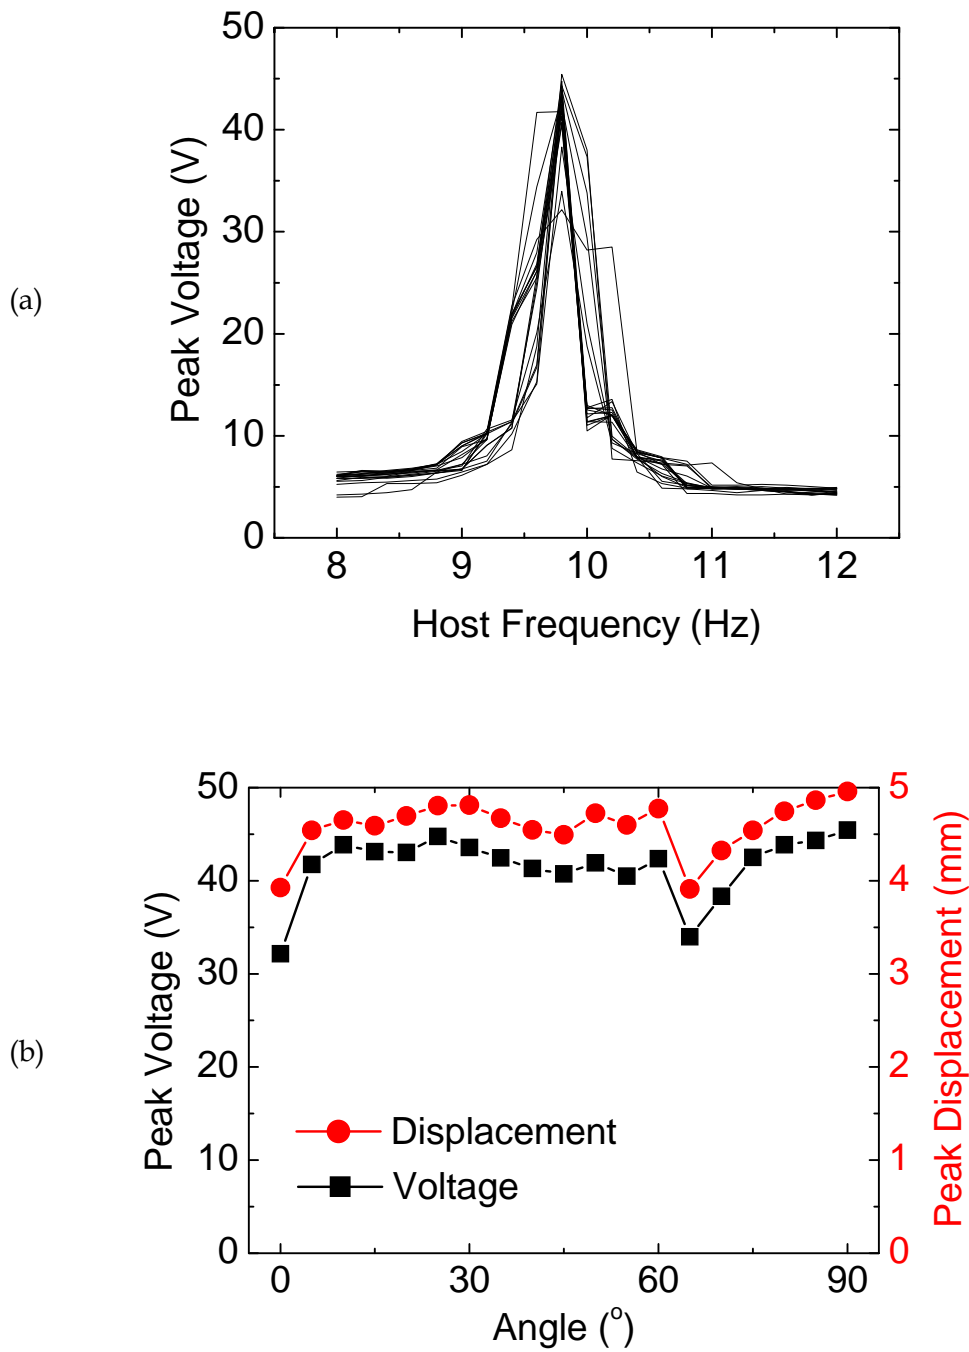 (a)
Peak Voltage (V)
50
40
30
20
10
0
8 9 10 11 12
Host Frequency (Hz)
(b)
Peak Voltage (V)
50
40
30
20
10
0
Displacement
Voltage
5
4
3
2
1
0
Peak Displacement (mm)
0 30 60 90
Angle (°)